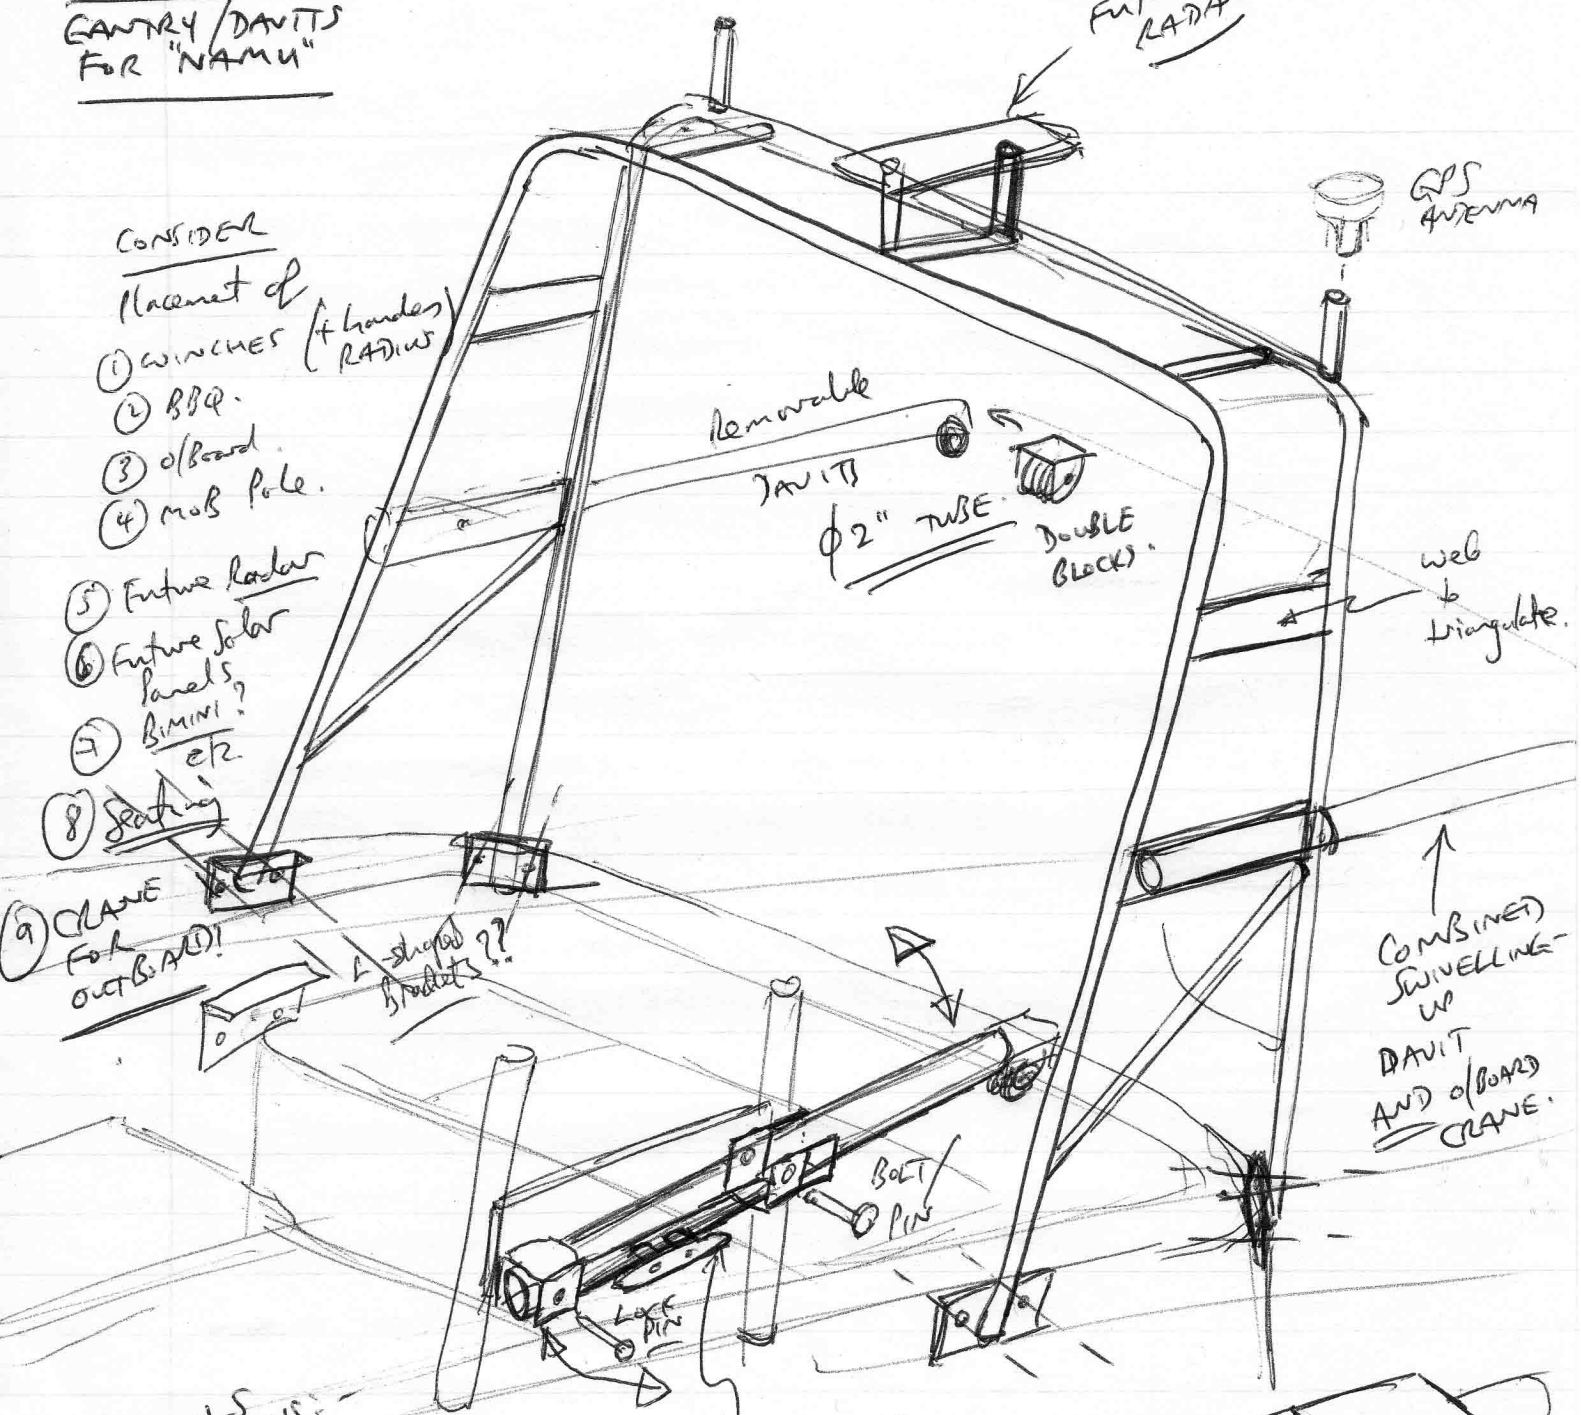 GANTRY/DAVITS
FOR "NAMU"
RADA
CONSIDER
Placement of
① WINCHES (+ handles
RADIUS)
② BBQ.
③ O/Board.
④ MOB Pole.
⑤ Future Radar
⑥ Future Solar
Panels
⑦ BIMINI?
⑧ Seating
⑨ CRANE
FOR
OUTBOARD!
GPS
ANTENNA
Removable
DAVITS
ϕ2" TUBE.
DOUBLE
BLOCKS.
web
to
triangulate.
L-shaped
Brackets??
COMBINED
SWIVELLING-
UP
DAVIT
AND O/BOARD
CRANE.
BOLT/
PIN
LOCK
PIN